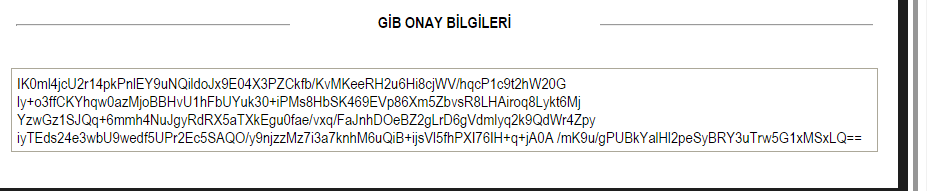 GİB ONAY BİLGİLERİ
IK0ml4jcU2r14pkPnlEY9uNQildoJx9E04X3PZCkfb/KvMKeeRH2u6Hi8cjWV/hqcP1c9t2hW20G
ly+o3ffCKYhqw0azMjoBBHvU1hFbUYuk30+iPMs8HbSK469EVp86Xm5ZbvsR8LHAiroq8Lykt6Mj
YzwGz1SJQq+6mmh4NuJgyRdRX5aTXkEgu0fae/vxq/FaJnhDOeBZ2gLrD6gVdmlyq2k9QdWr4Zpy
iyTEds24e3wbU9wedf5UPr2Ec5SAQO/y9njzzMz7i3a7knhM6uQiB+ijsVl5fhPXI76IH+q+jA0A /mK9u/gPUBkYalHl2peSyBRY3uTrw5G1xMSxLQ==